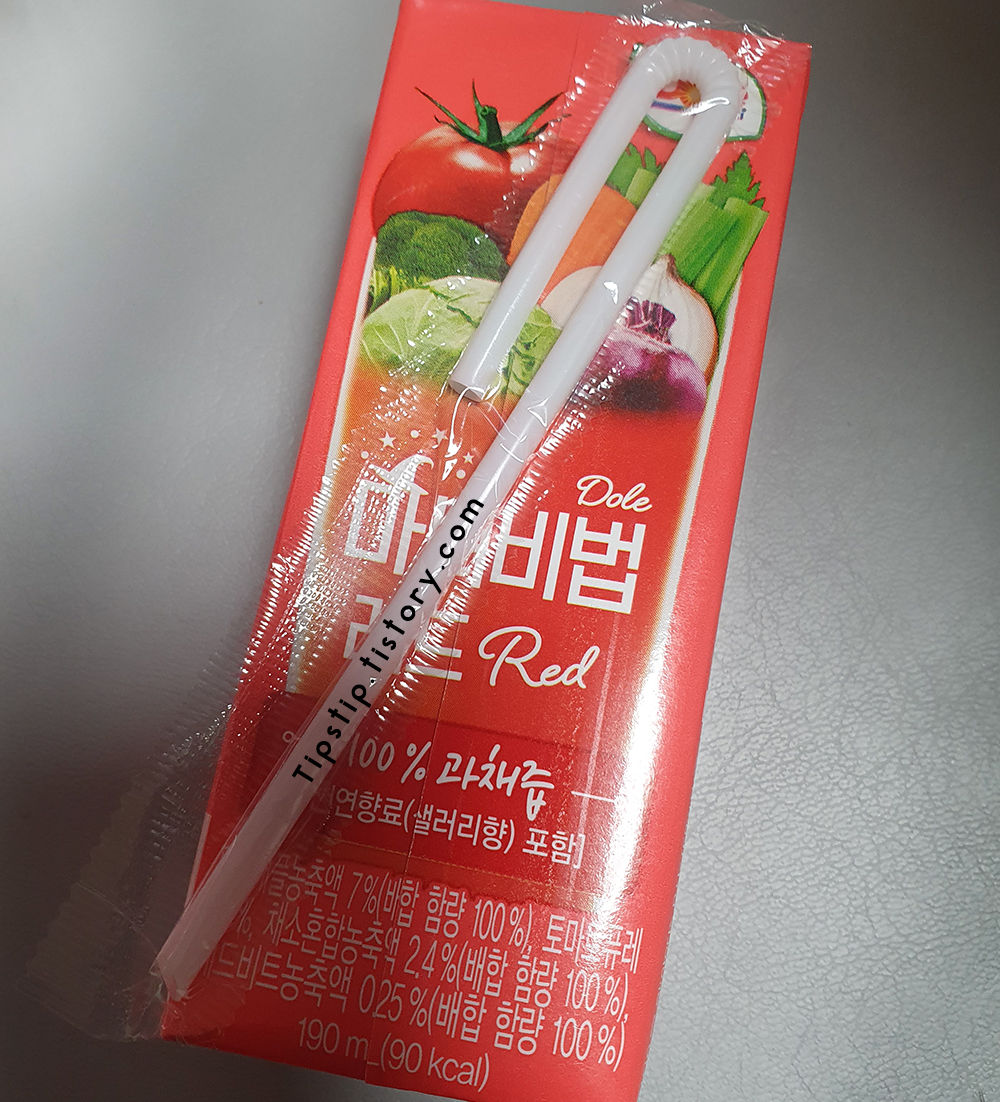 Dole
비법
Red
100% 과채즙
연향료(샐러리향) 포함]
농축액 7%(배합 함량 100%),
채소혼합농축액 2.4%(배합 함량 100%),
비트농축액 0.25%(배합 함량 100%)
190 m (90 kcal)
Tipstip.tistory.com